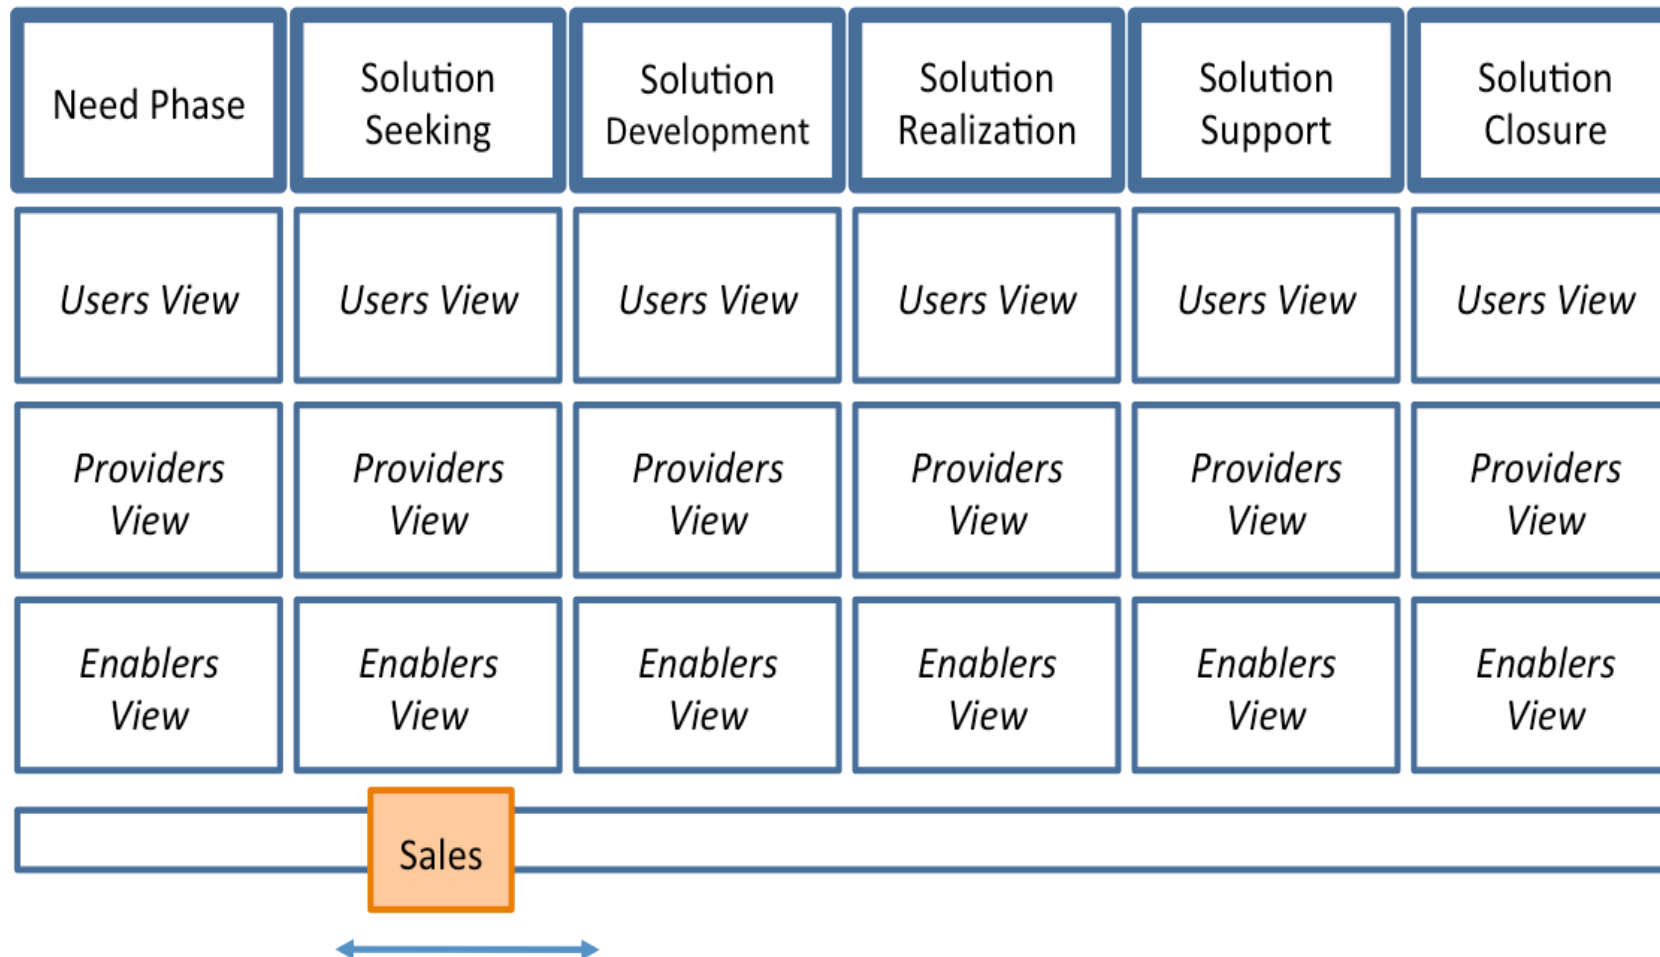 Need Phase
Solution
Seeking
Solution
Development
Solution
Realization
Solution
Support
Solution
Closure
Users View
Users View
Users View
Users View
Users View
Users View
Providers
View
Providers
View
Providers
View
Providers
View
Providers
View
Providers
View
Enablers
View
Enablers
View
Enablers
View
Enablers
View
Enablers
View
Enablers
View
Sales